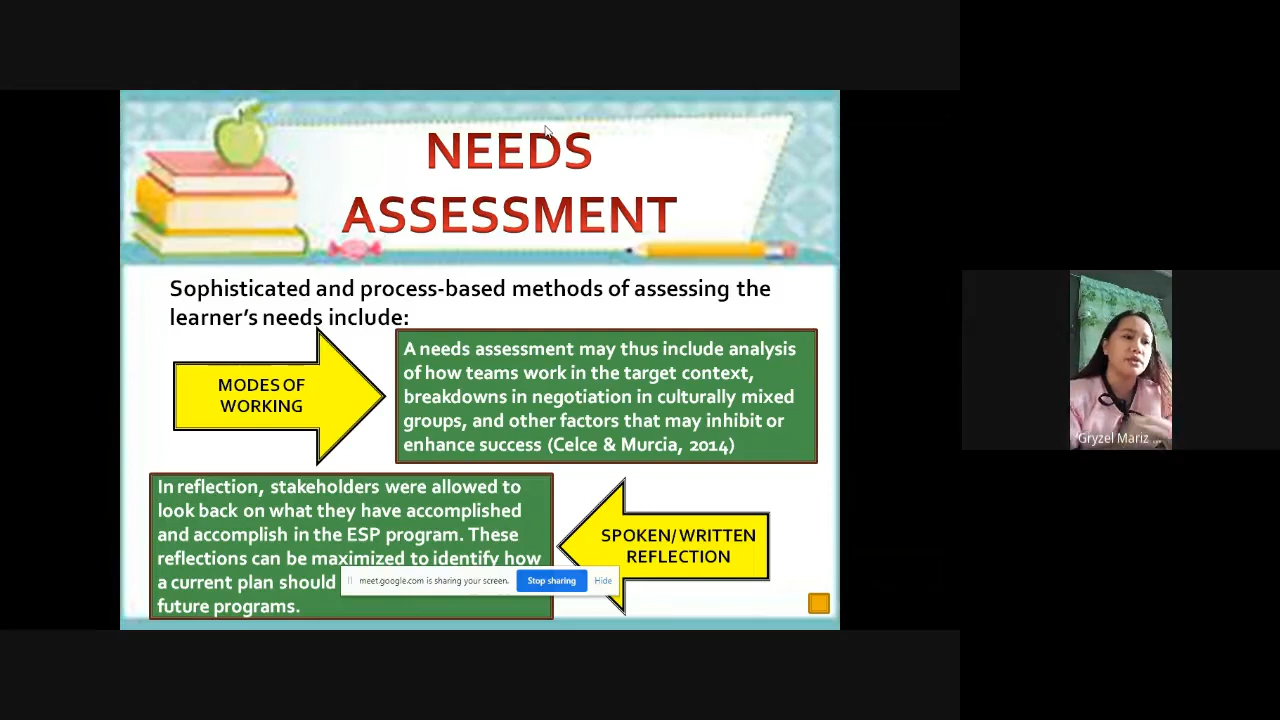 NEEDS
ASSESSMENT
Sophisticated and process-based methods of assessing the
learner's needs include:
MODES OF
WORKING
A needs assessment may thus include analysis
of how teams work in the target context,
breakdowns in negotiation in culturally mixed
groups, and other factors that may inhibit or
enhance success (Celce & Murcia, 2014)
In reflection, stakeholders were allowed to
look back on what they have accomplished
and accomplish in the ESP program. These
reflections can be maximized to identify how
a current plan should
future programs.
SPOKEN/ WRITTEN
REFLECTION
meet.google.com is sharing your screen.
Stop sharing
Hide
Gryzel Mariz ...